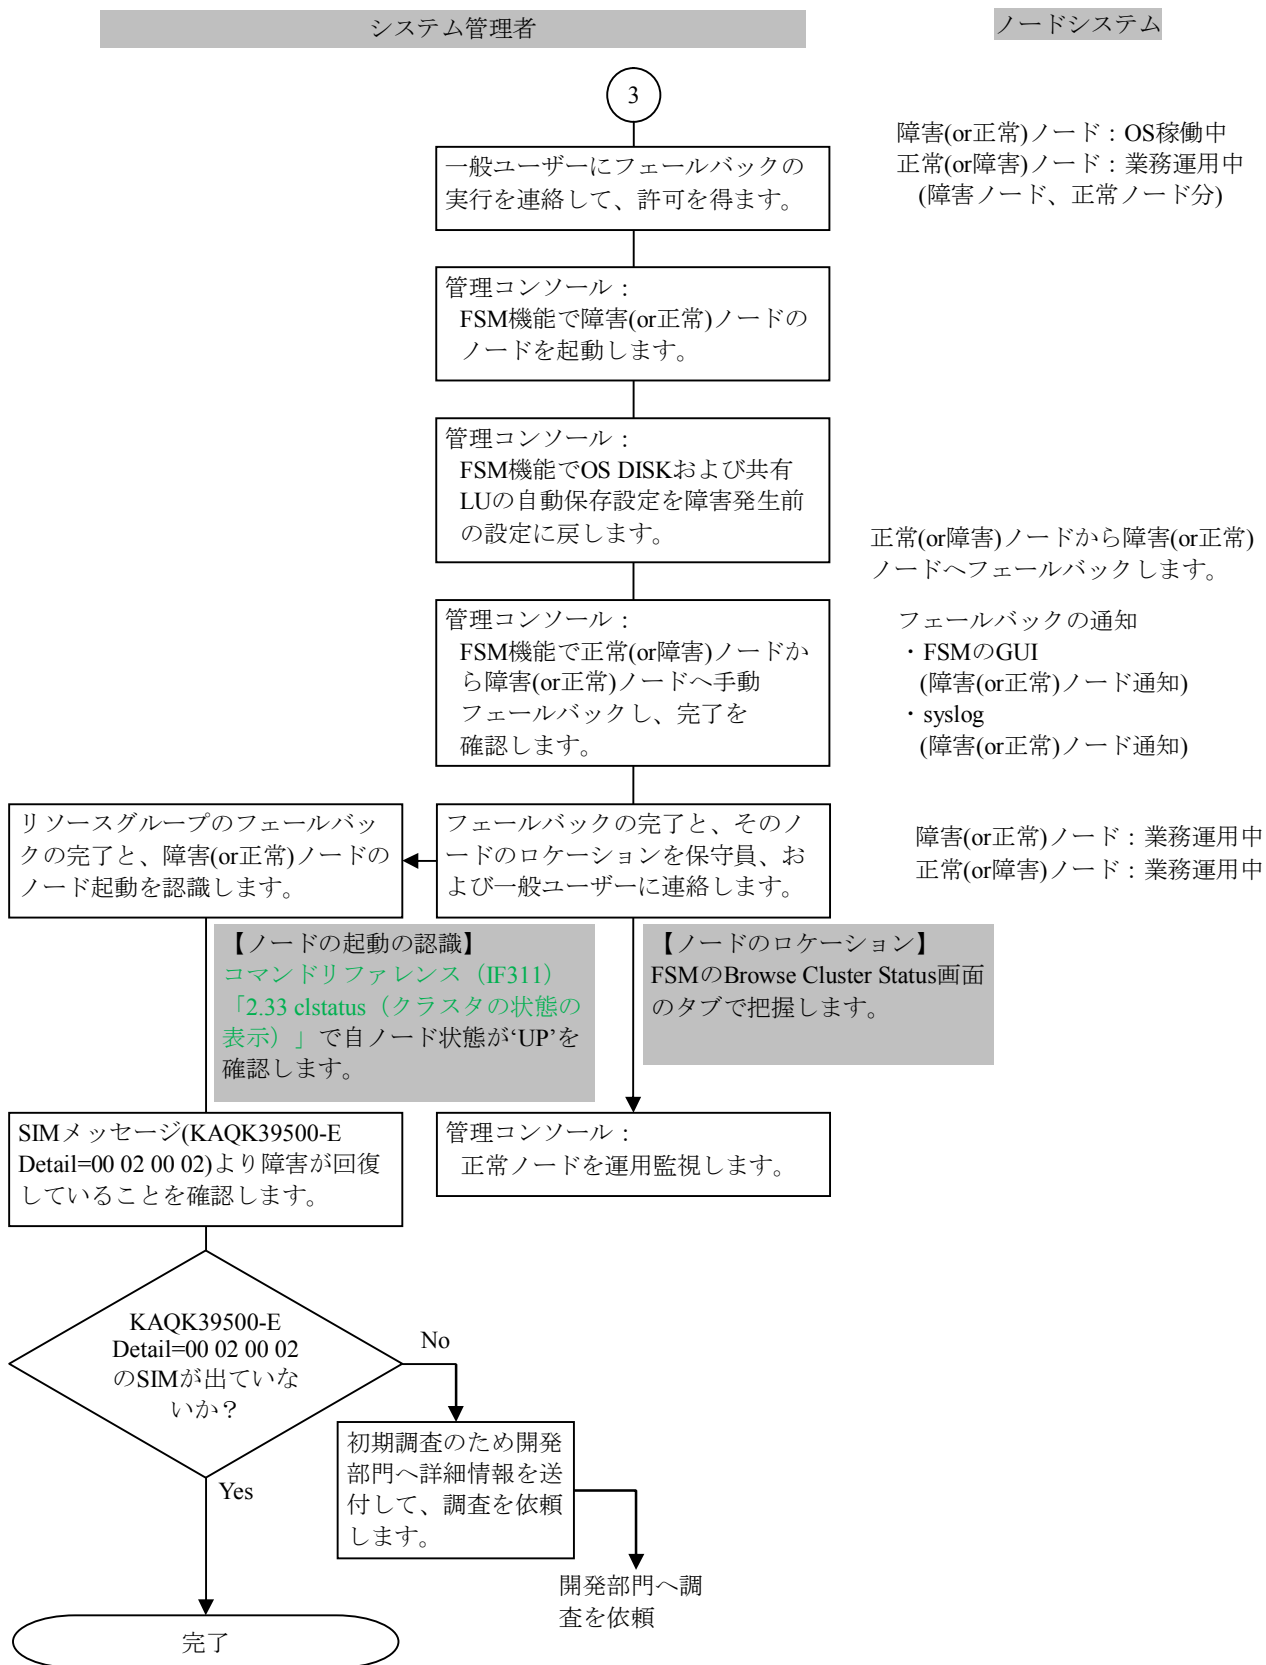 システム管理者
ノードシステム
3
障害(or正常)ノード：OS稼働中
正常(or障害)ノード：業務運用中
(障害ノード、正常ノード分)
一般ユーザーにフェールバックの
実行を連絡して、許可を得ます。
管理コンソール：
FSM機能で障害(or正常)ノードの
ノードを起動します。
管理コンソール：
FSM機能でOS DISKおよび共有
LUの自動保存設定を障害発生前
の設定に戻します。
正常(or障害)ノードから障害(or正常)
ノードへフェールバックします。
管理コンソール：
FSM機能で正常(or障害)ノードか
ら障害(or正常)ノードへ手動
フェールバックし、完了を
確認します。
フェールバックの通知
・FSMのGUI
(障害(or正常)ノード通知)
・syslog
(障害(or正常)ノード通知)
リソースグループのフェールバッ
クの完了と、障害(or正常)ノードの
ノード起動を認識します。
フェールバックの完了と、そのノ
ードのロケーションを保守員、お
よび一般ユーザーに連絡します。
障害(or正常)ノード：業務運用中
正常(or障害)ノード：業務運用中
【ノードの起動の認識】
コマンドリファレンス（IF311）
「2.33 clstatus（クラスタの状態の
表示）」で自ノード状態が‘UP’を
確認します。
【ノードのロケーション】
FSMのBrowse Cluster Status画面
のタブで把握します。
SIMメッセージ(KAQK39500-E
Detail=00 02 00 02)より障害が回復
していることを確認します。
管理コンソール：
正常ノードを運用監視します。
KAQK39500-E
Detail=00 02 00 02
のSIMが出ていな
いか？
No
初期調査のため開発
部門へ詳細情報を送
付して、調査を依頼
します。
Yes
開発部門へ調
査を依頼
完了